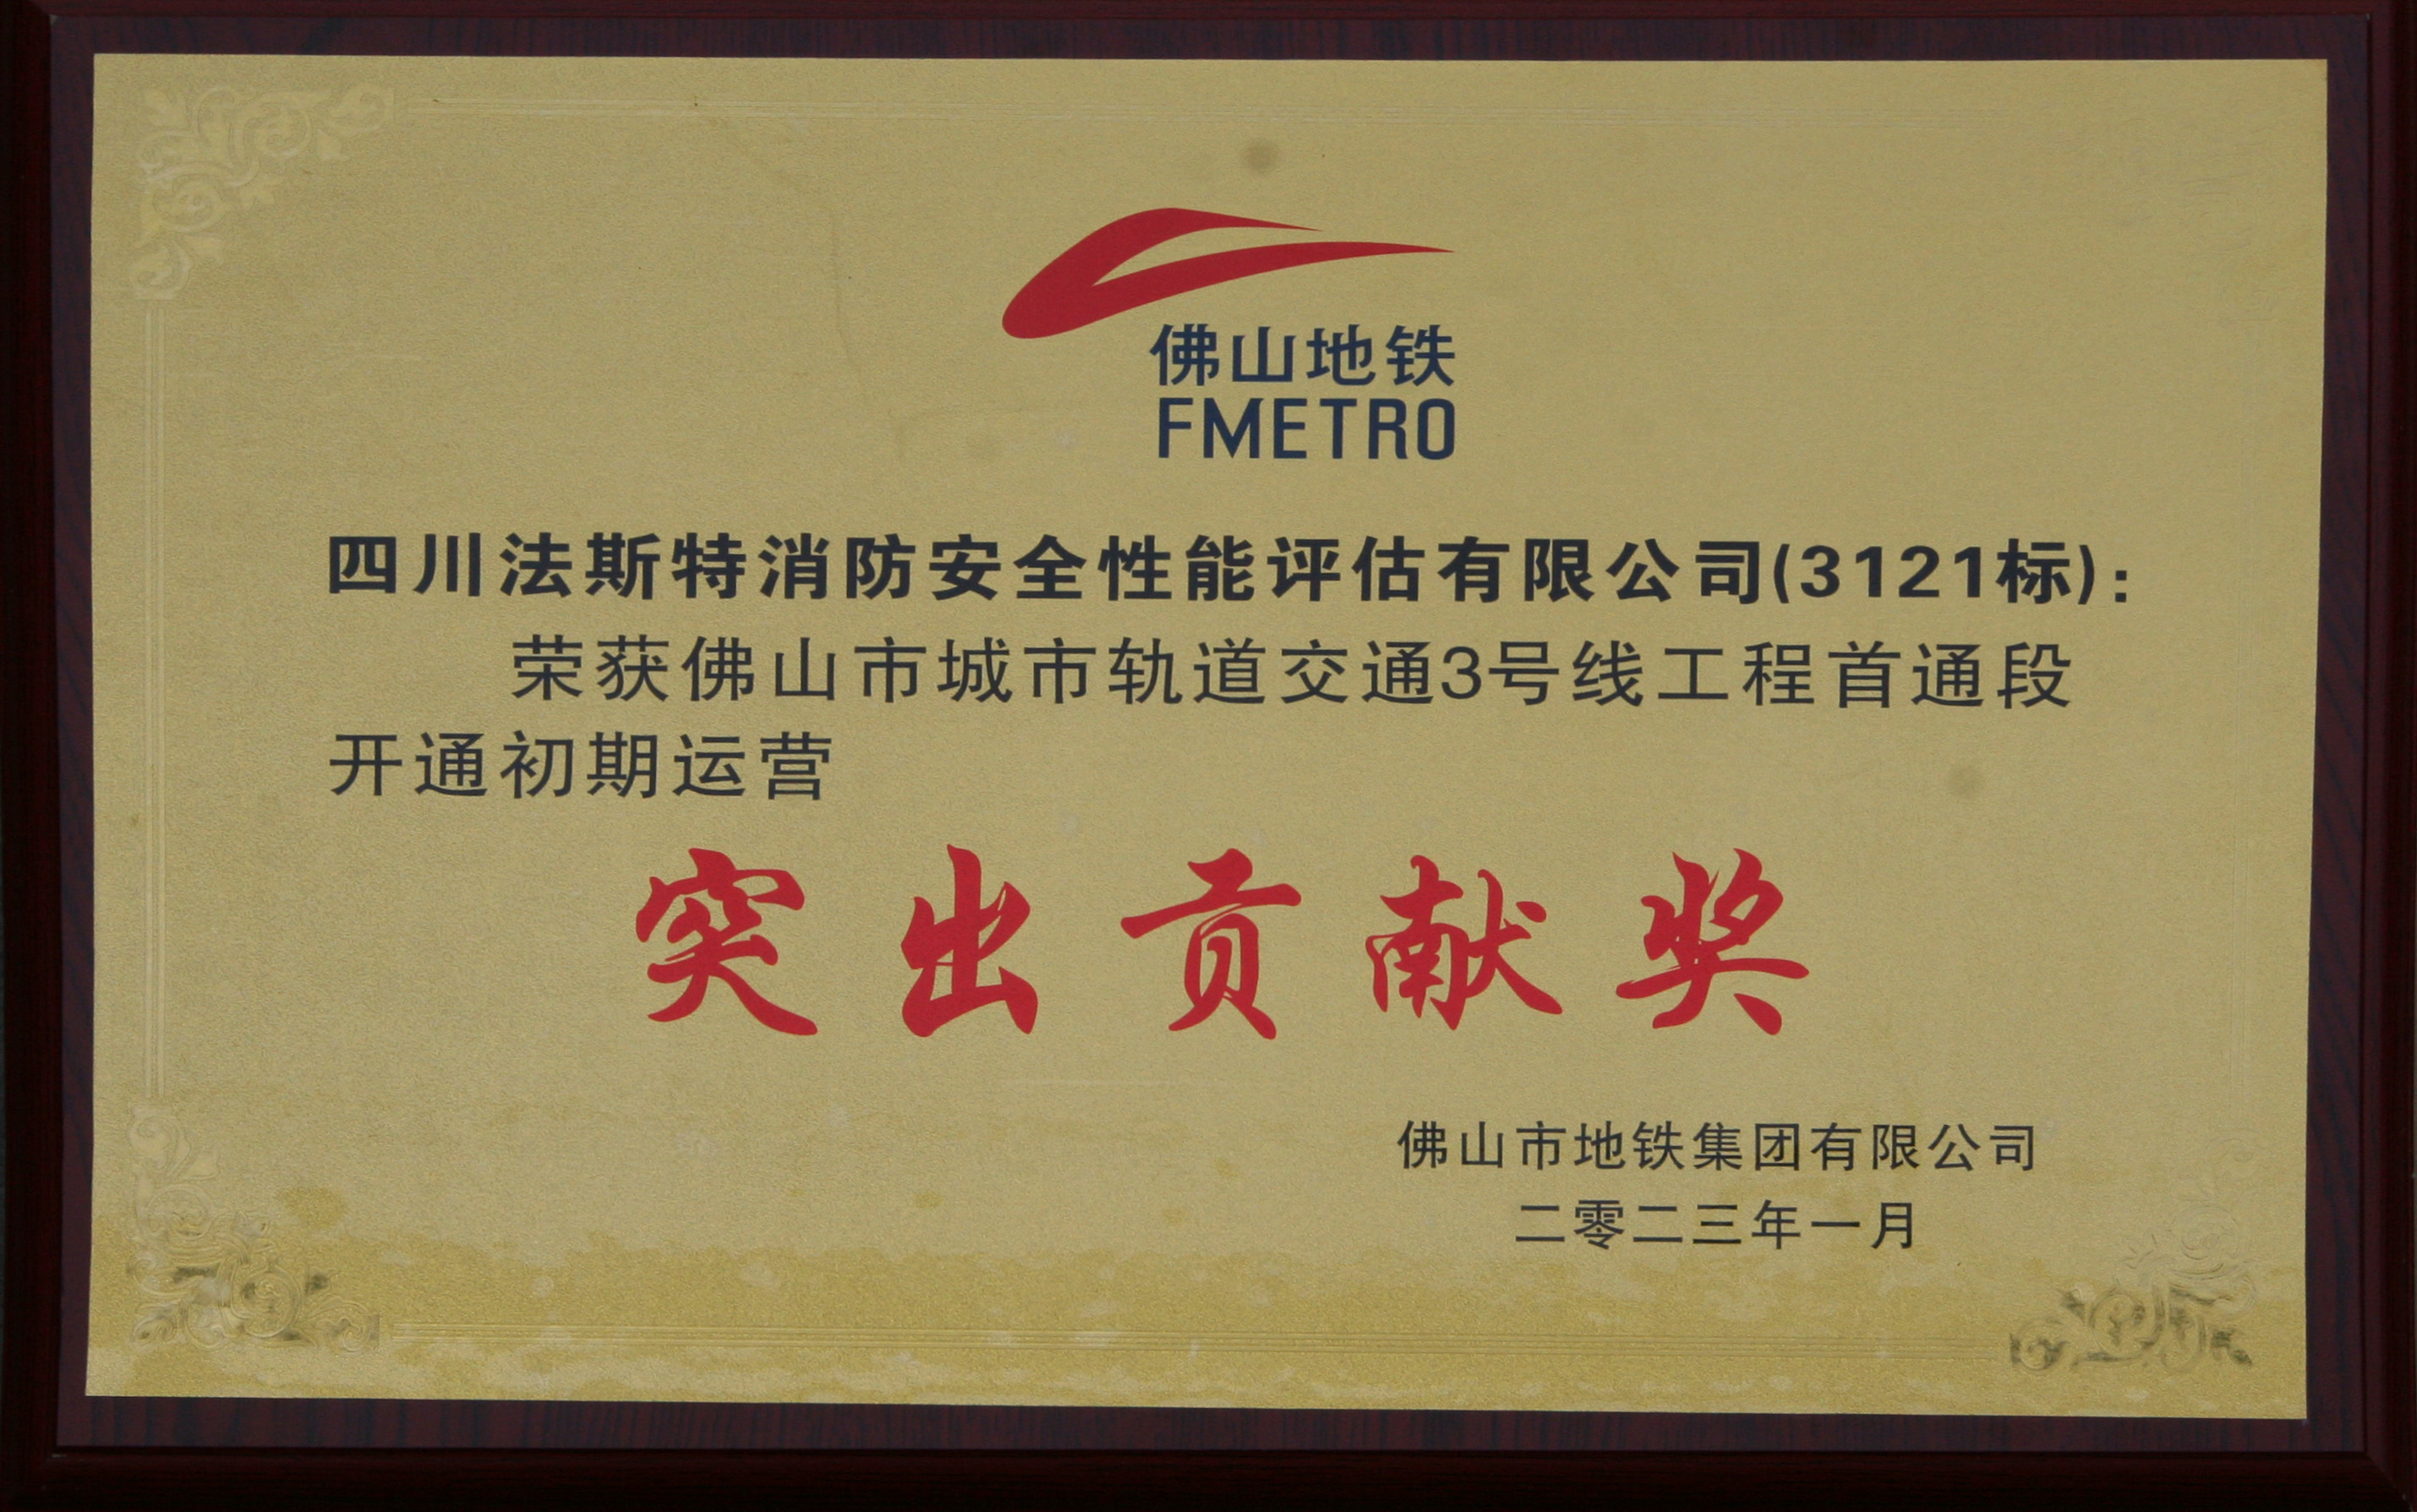 佛山地铁
FMETRO
四川法斯特消防安全性能评估有限公司(3121标)：
荣获佛山市城市轨道交通3号线工程首通段
开通初期运营
突出贡献奖
佛山市地铁集团有限公司
二零二三年一月